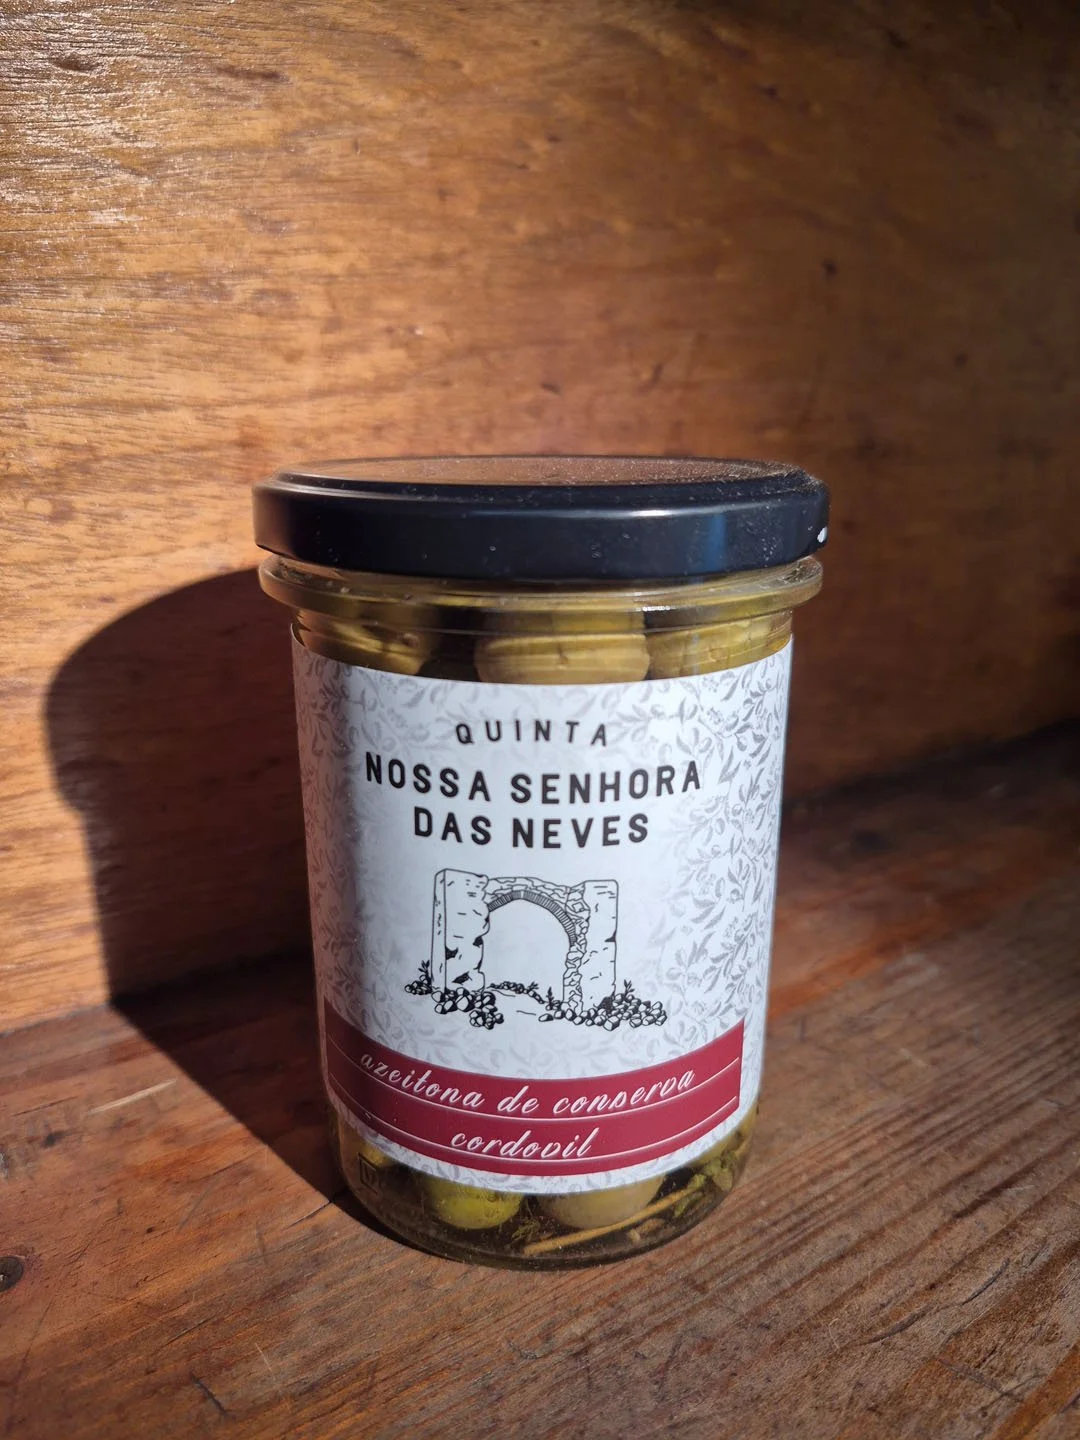 QUINTA
NOSSA SENHORA
DAS NEVES
azeitona de conserva
cordovil